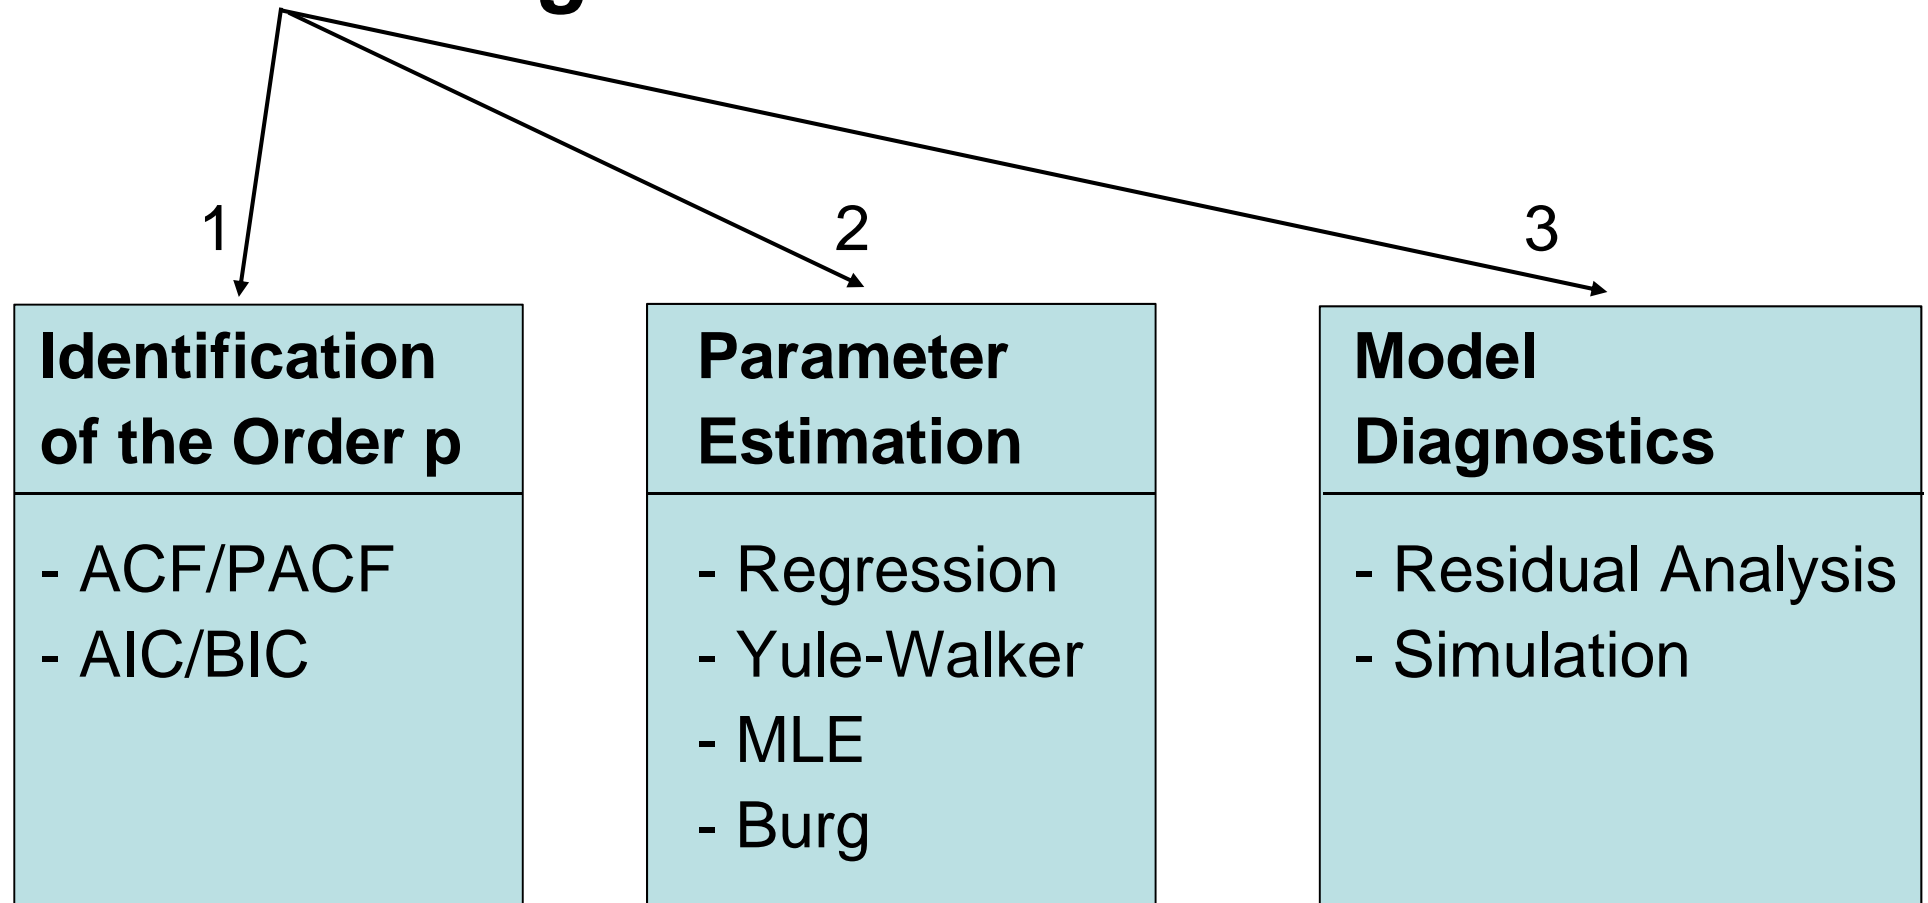 1
2
3
Identification
of the Order p
- ACF/PACF
- AIC/BIC
Parameter
Estimation
- Regression
- Yule-Walker
- MLE
- Burg
Model
Diagnostics
- Residual Analysis
- Simulation